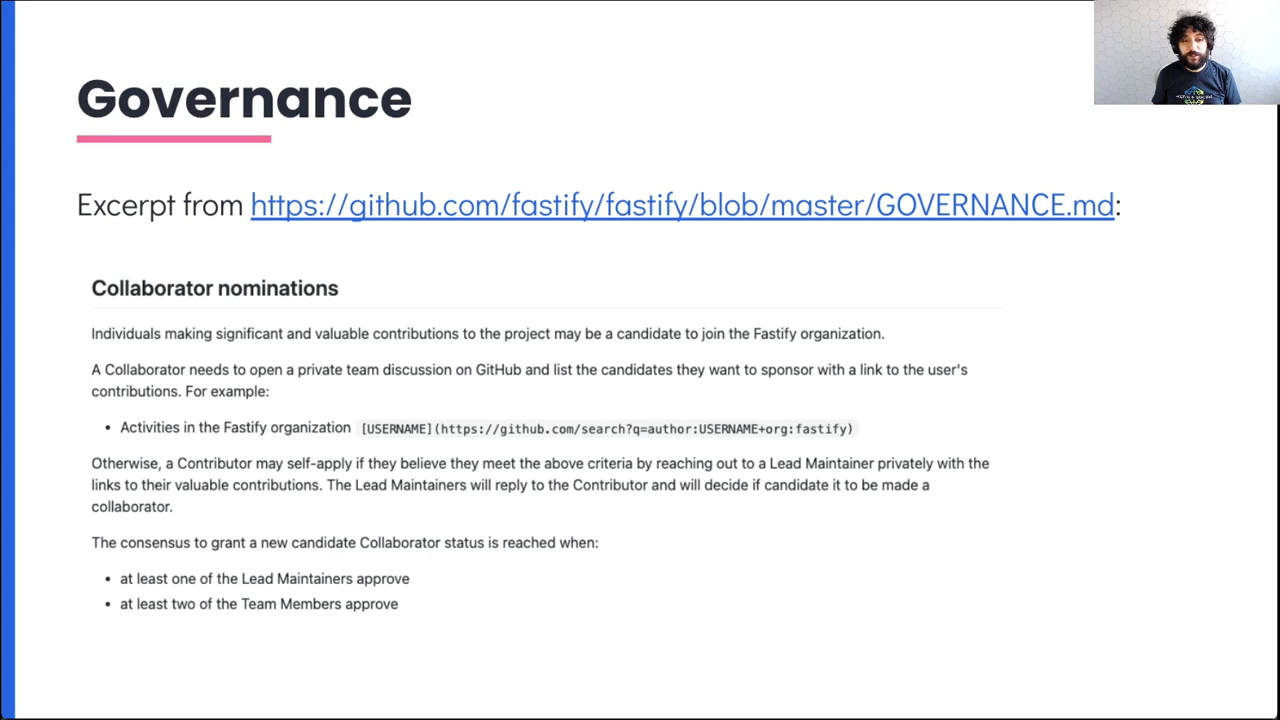 Governance
Excerpt from https://github.com/fastify/fastify/blob/master/GOVERNANCE.md:
Collaborator nominations
Individuals making significant and valuable contributions to the project may be a candidate to join the Fastify organization.
A Collaborator needs to open a private team discussion on GitHub and list the candidates they want to sponsor with a link to the user's
contributions. For example:
• Activities in the Fastify organization [USERNAME](https://github.com/search?q=author:USERNAME+org:fastify)
Otherwise, a Contributor may self-apply if they believe they meet the above criteria by reaching out to a Lead Maintainer privately with the
links to their valuable contributions. The Lead Maintainers will reply to the Contributor and will decide if candidate it to be made a
collaborator.
The consensus to grant a new candidate Collaborator status is reached when:
• at least one of the Lead Maintainers approve
• at least two of the Team Members approve